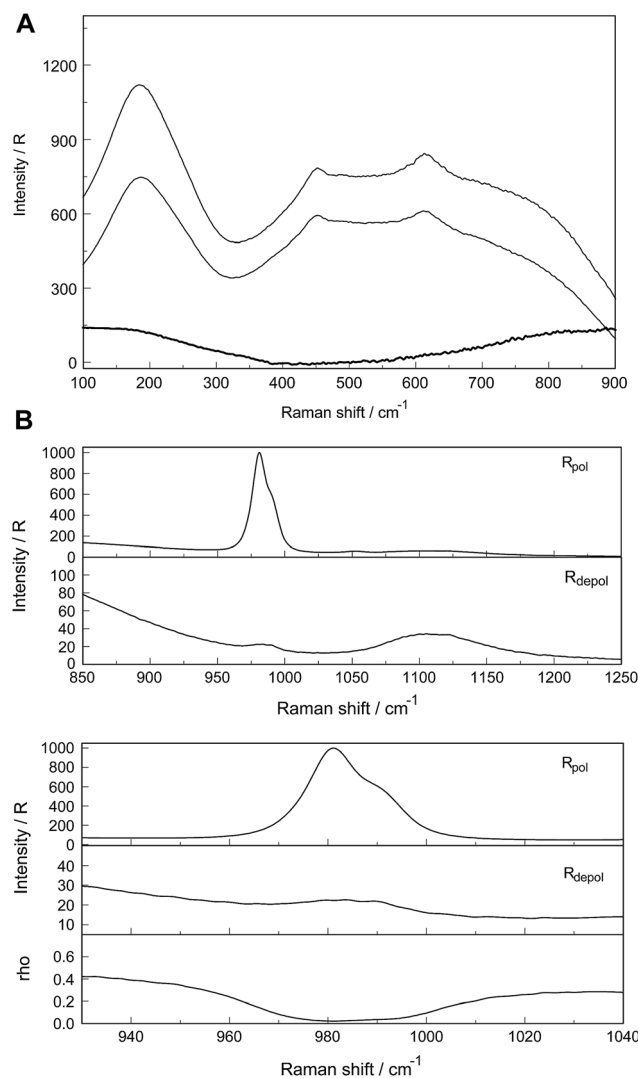 A
Intensity / R
1200
900
600
300
0
100 200 300 400 500 600 700 800 900
Raman shift / cm-1
B
Intensity / R
1000
800
600
400
200
0
Rpol
100
80
60
40
20
0
Rdepol
850 900 950 1000 1050 1100 1150 1200 1250
Raman shift / cm-1
Intensity / R
1000
800
600
400
200
0
Rpol
40
30
20
10
Rdepol
rho
0.6
0.4
0.2
0.0
940 960 980 1000 1020 1040
Raman shift / cm-1